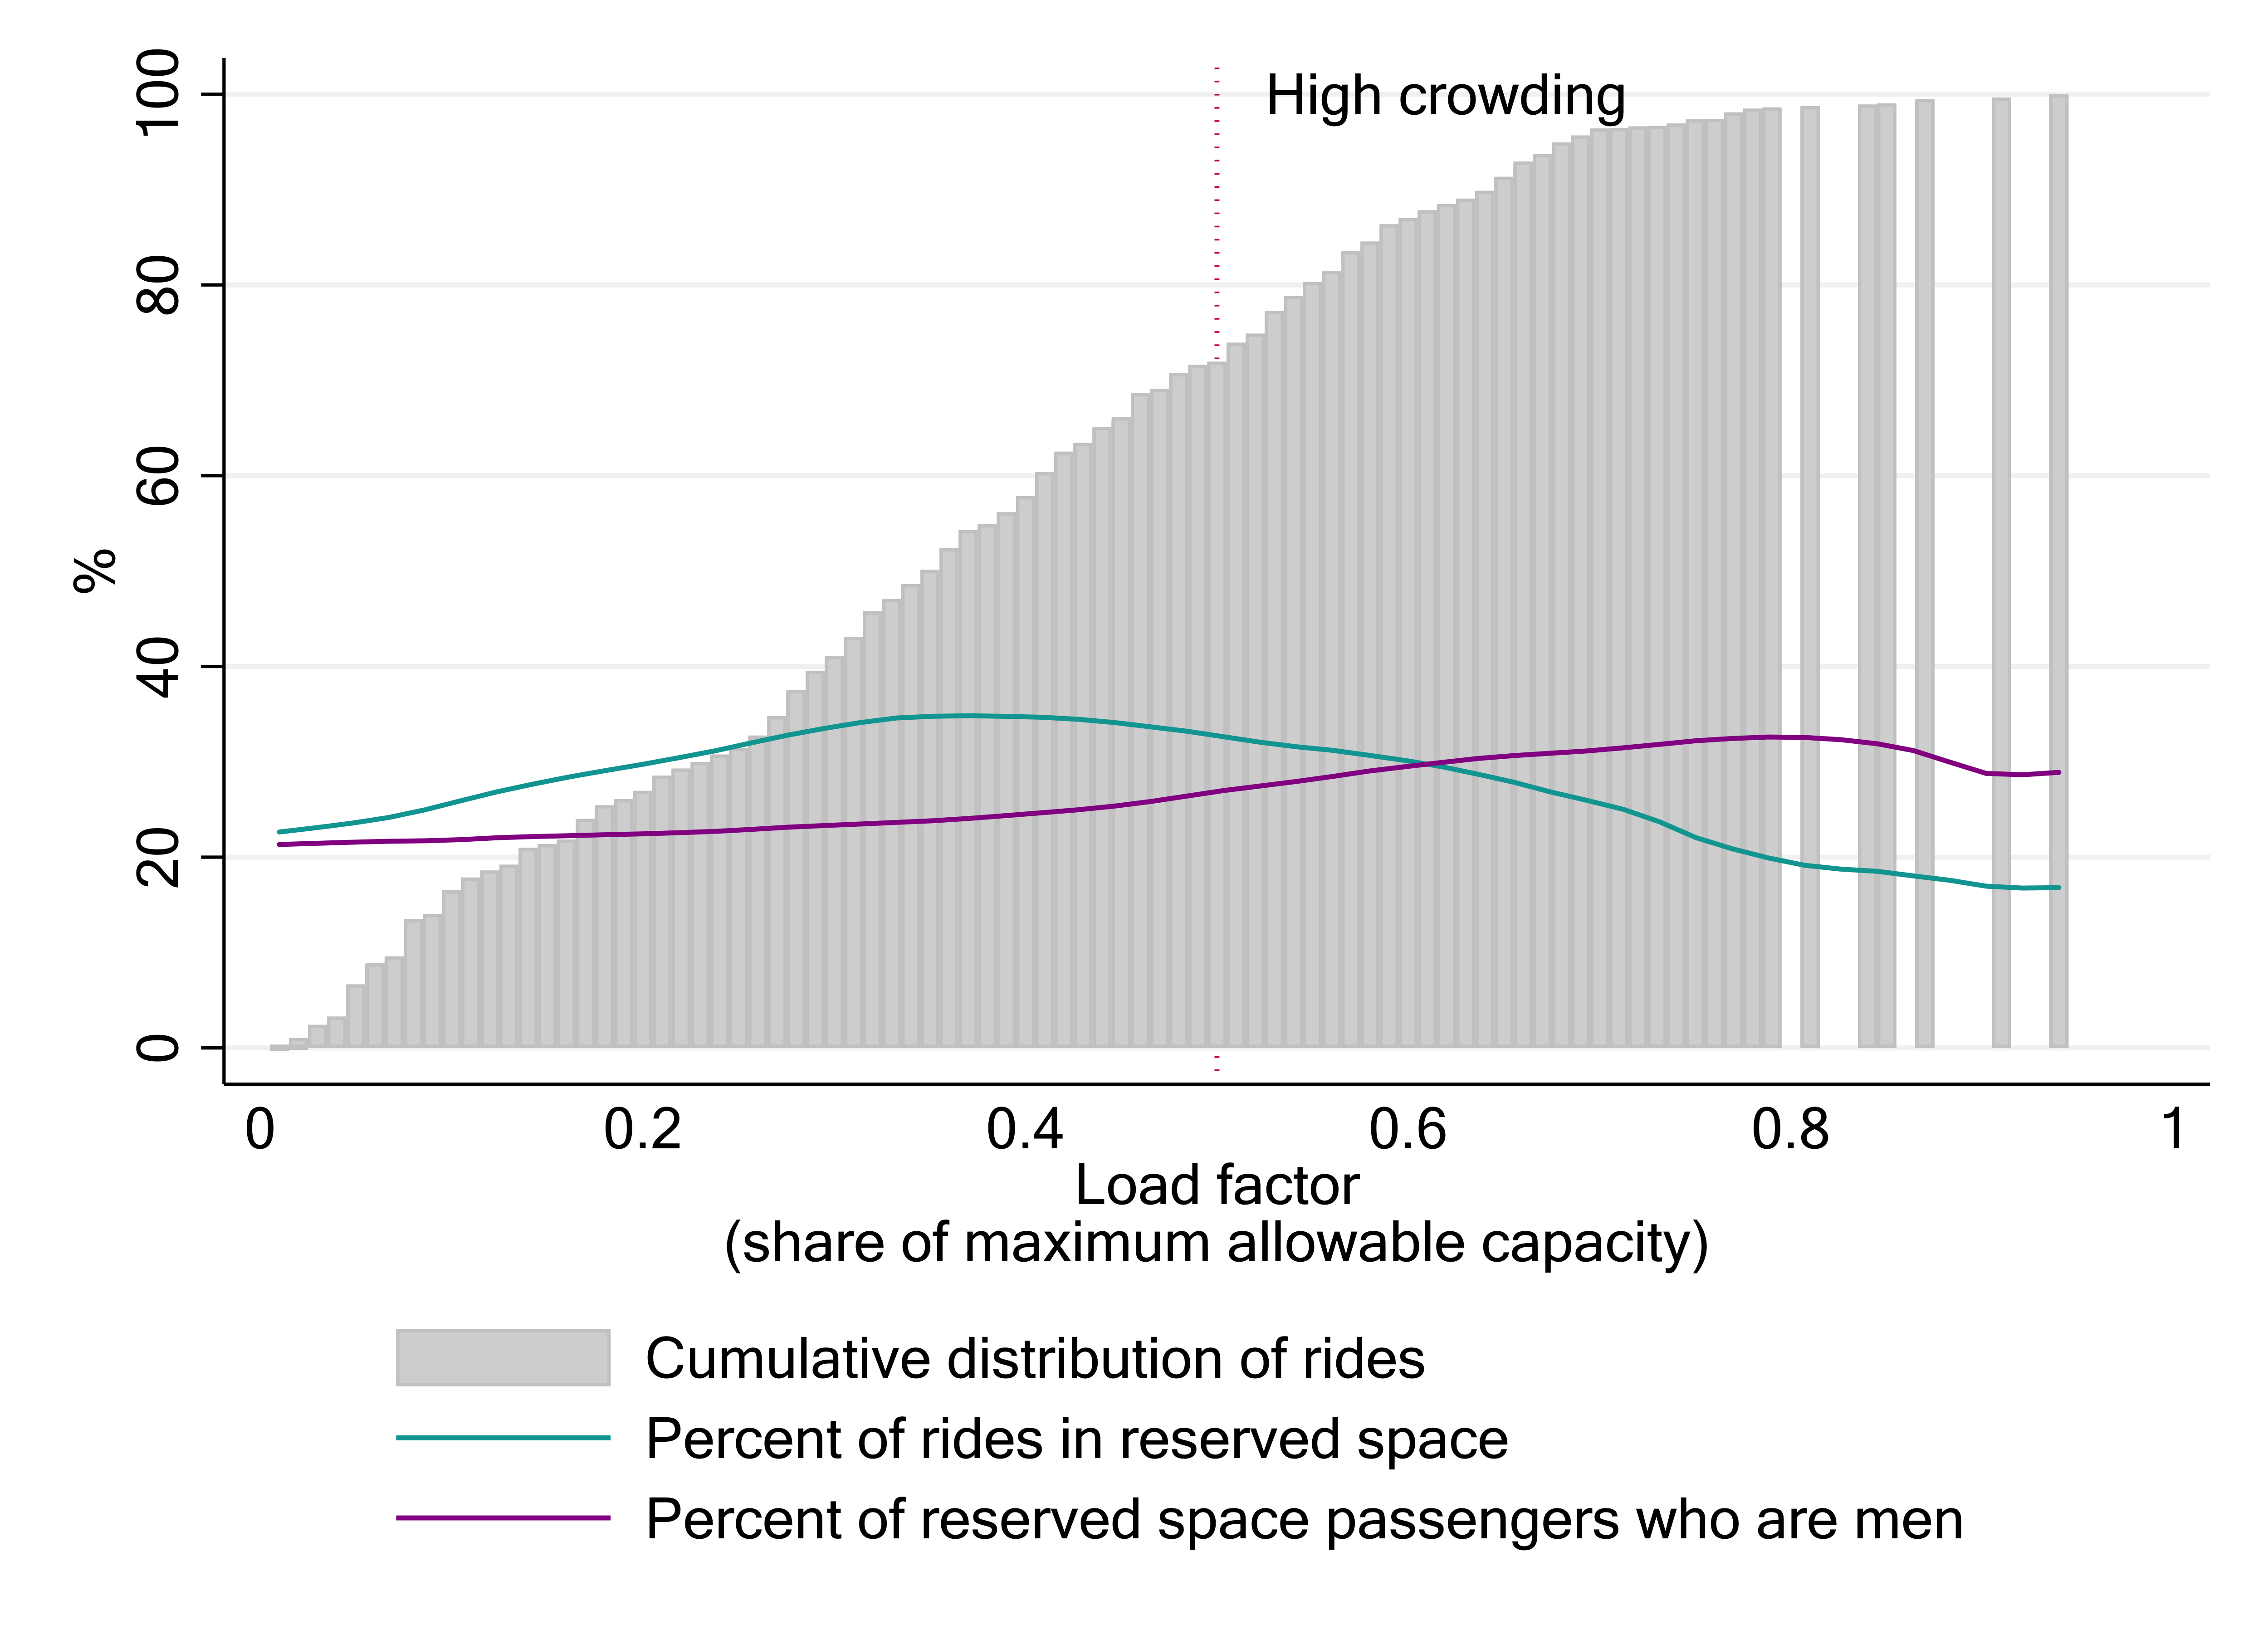 High crowding
100
80
60
40
20
0
%
0 0.2 0.4 0.6 0.8 1
Load factor
(share of maximum allowable capacity)
Cumulative distribution of rides
Percent of rides in reserved space
Percent of reserved space passengers who are men